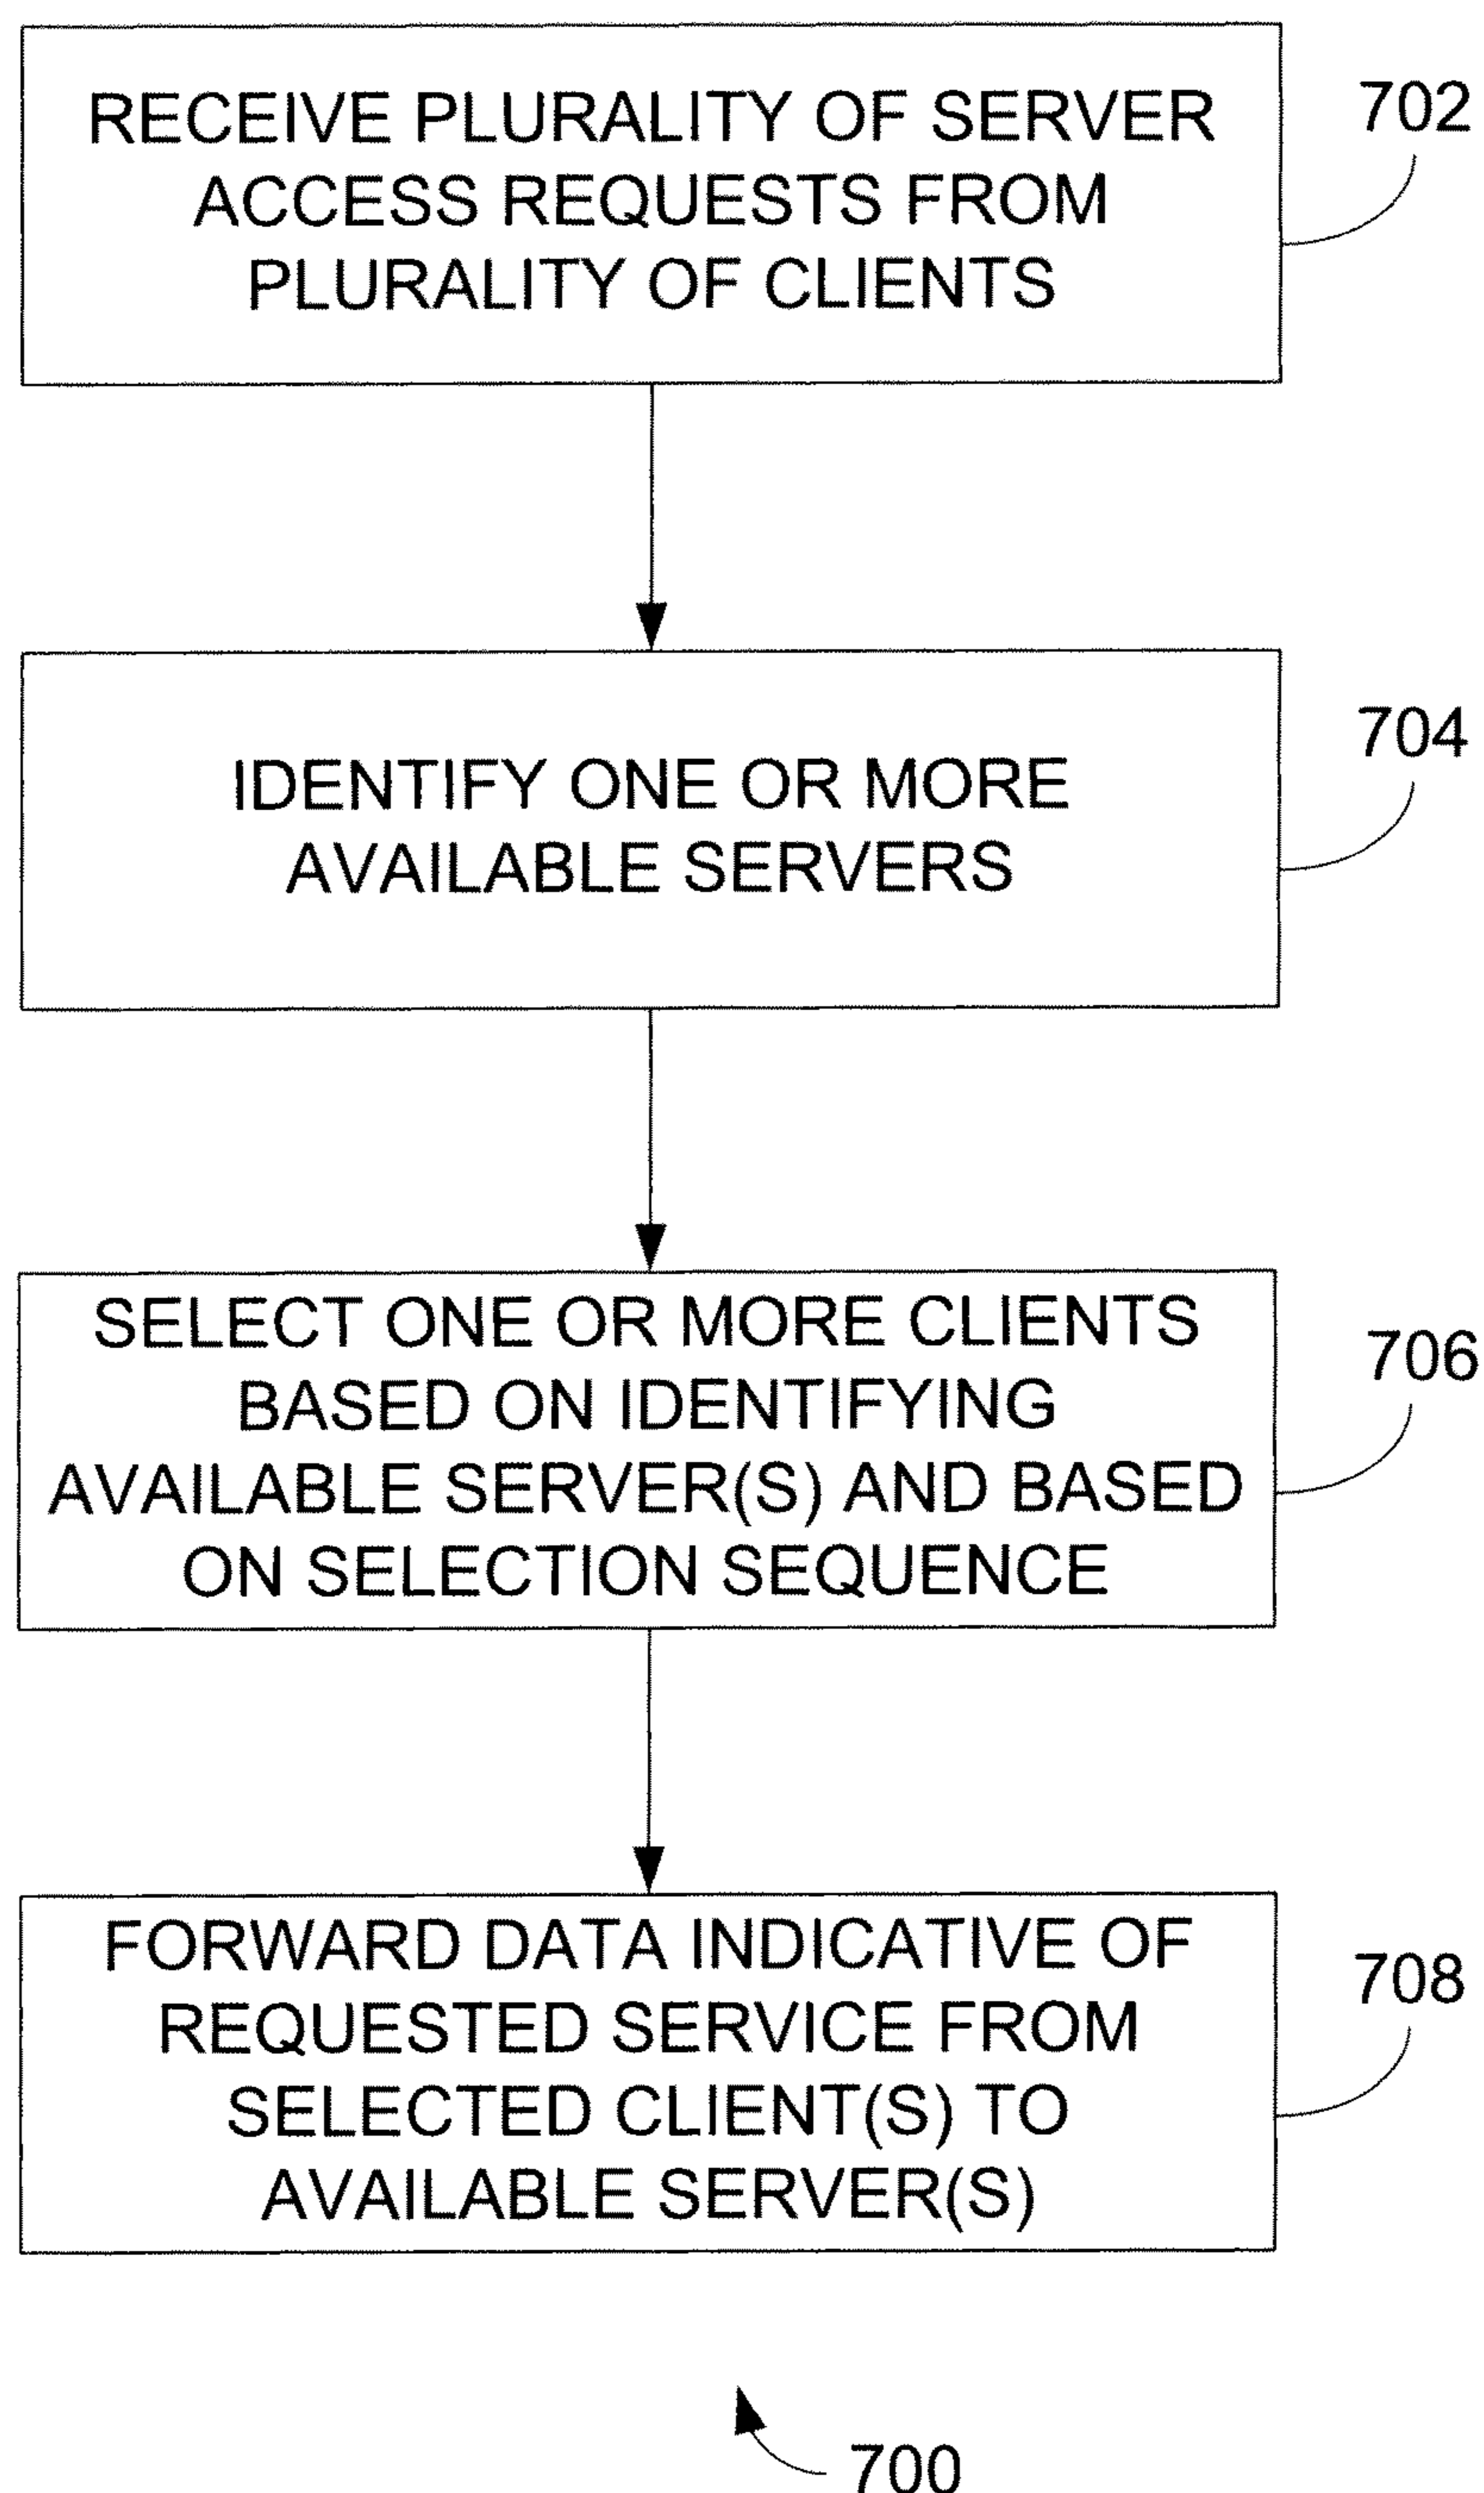 RECEIVE PLURALITY OF SERVER
ACCESS REQUESTS FROM
PLURALITY OF CLIENTS
702
IDENTIFY ONE OR MORE
AVAILABLE SERVERS
704
SELECT ONE OR MORE CLIENTS
BASED ON IDENTIFYING
AVAILABLE SERVER(S) AND BASED
ON SELECTION SEQUENCE
706
FORWARD DATA INDICATIVE OF
REQUESTED SERVICE FROM
SELECTED CLIENT(S) TO
AVAILABLE SERVER(S)
708
700